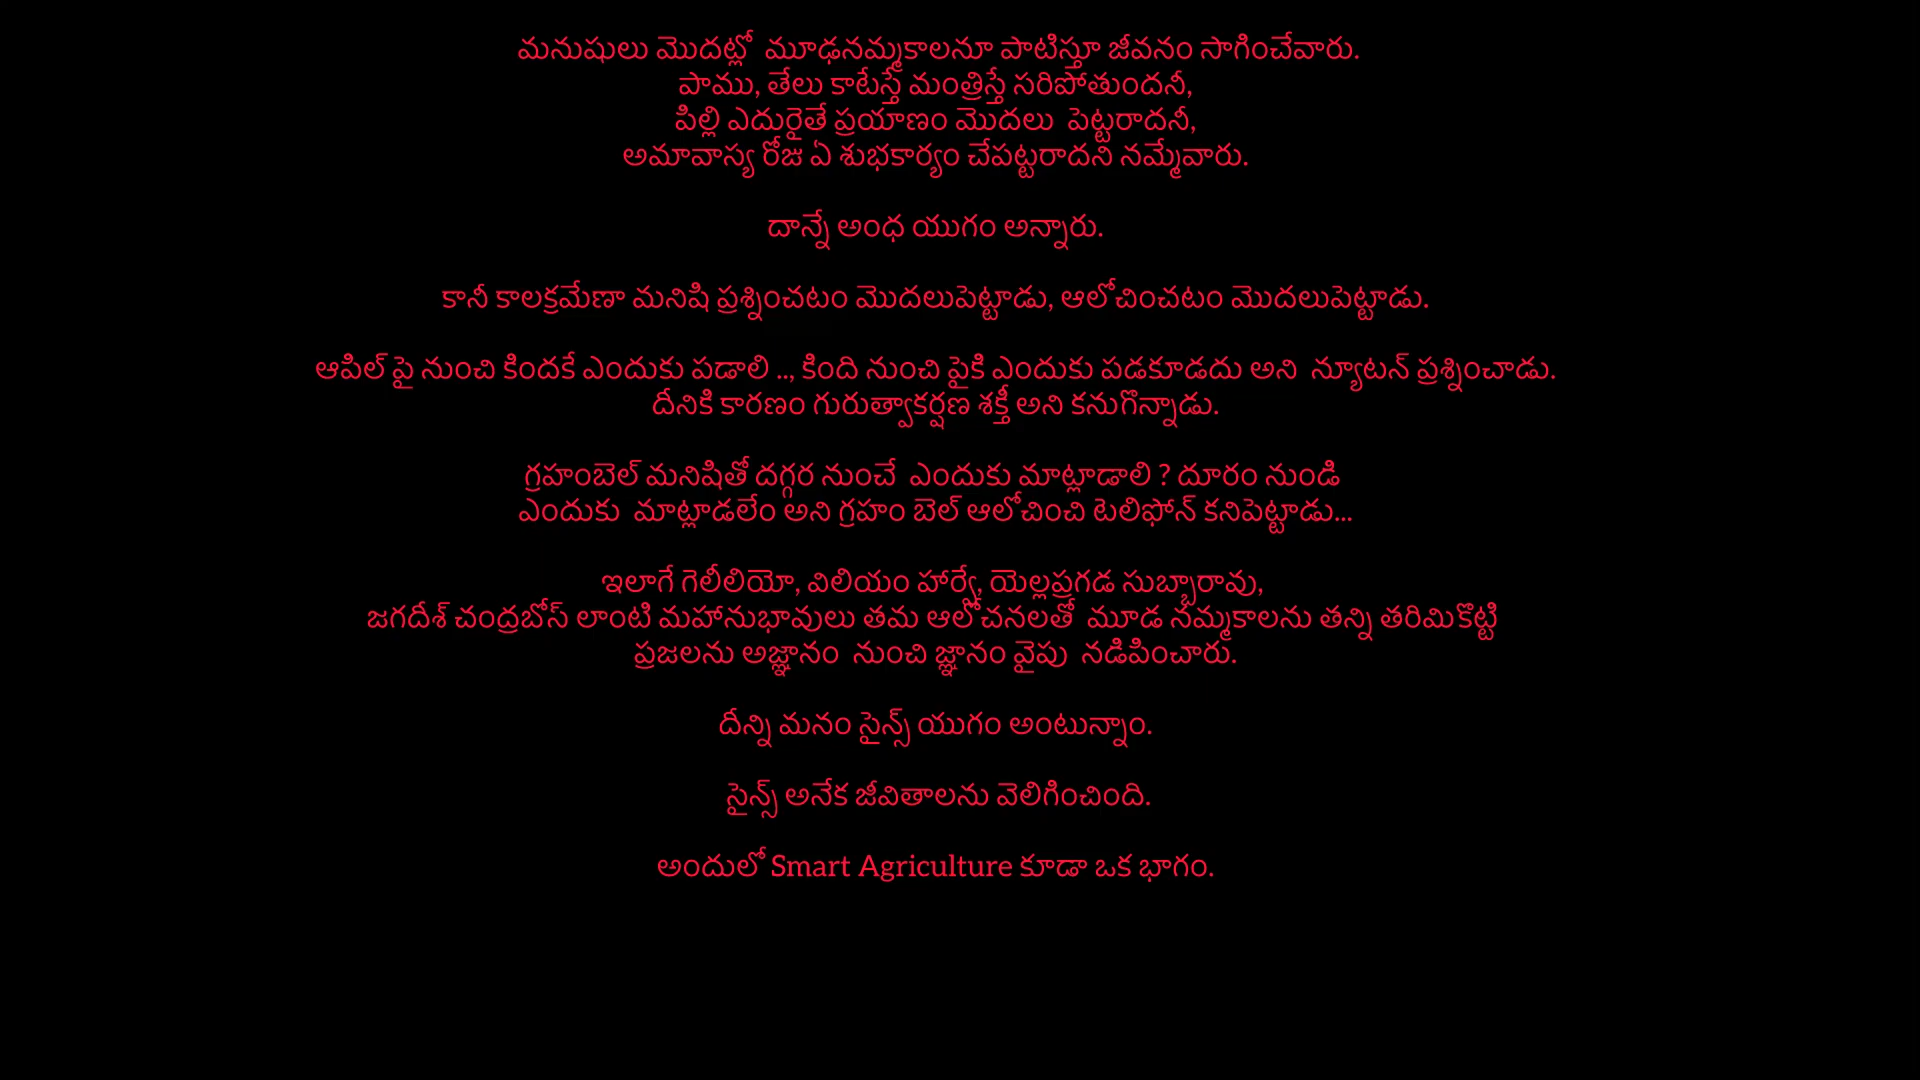 మనుషులు మొదట్లో మూఢనమ్మకాలనూ పాటిస్తూ జీవనం సాగించేవారు.
పాము, తేలు కాటేస్తే మంత్రిస్తే సరిపోతుందనీ,
పిల్లి ఎదురైతే ప్రయాణం మొదలు పెట్టరాదనీ,
అమావాస్య రోజు ఏ శుభకార్యం చేపట్టరాదని నమ్మేవారు.
దాన్నే అంధ యుగం అన్నారు.
కానీ కాలక్రమేణా మనిషి ప్రశ్నించటం మొదలుపెట్టాడు, ఆలోచించటం మొదలుపెట్టాడు.
ఆపిల్ పై నుంచి కిందకే ఎందుకు పడాలి .., కింది నుంచి పైకి ఎందుకు పడకూడదు అని న్యూటన్ ప్రశ్నించాడు.
దీనికి కారణం గురుత్వాకర్షణ శక్తీ అని కనుగొన్నాడు.
గ్రహంబెల్ మనిషితో దగ్గర నుంచే ఎందుకు మాట్లాడాలి ? దూరం నుండి
ఎందుకు మాట్లాడలేం అని గ్రహం బెల్ ఆలోచించి టెలిఫోన్ కనిపెట్టాడు...
ఇలాగే గెలీలియో, విలియం హార్వే, యెల్లప్రగడ సుబ్బారావు,
జగదీశ్ చంద్రబోస్ లాంటి మహానుభావులు తమ ఆలోచనలతో మూడ నమ్మకాలను తన్ని తరిమికొట్టి
ప్రజలను అజ్ఞానం నుంచి జ్ఞానం వైపు నడిపించారు.
దీన్ని మనం సైన్స్ యుగం అంటున్నాం.
సైన్స్ అనేక జీవితాలను వెలిగించింది.
అందులో Smart Agriculture కూడా ఒక భాగం.